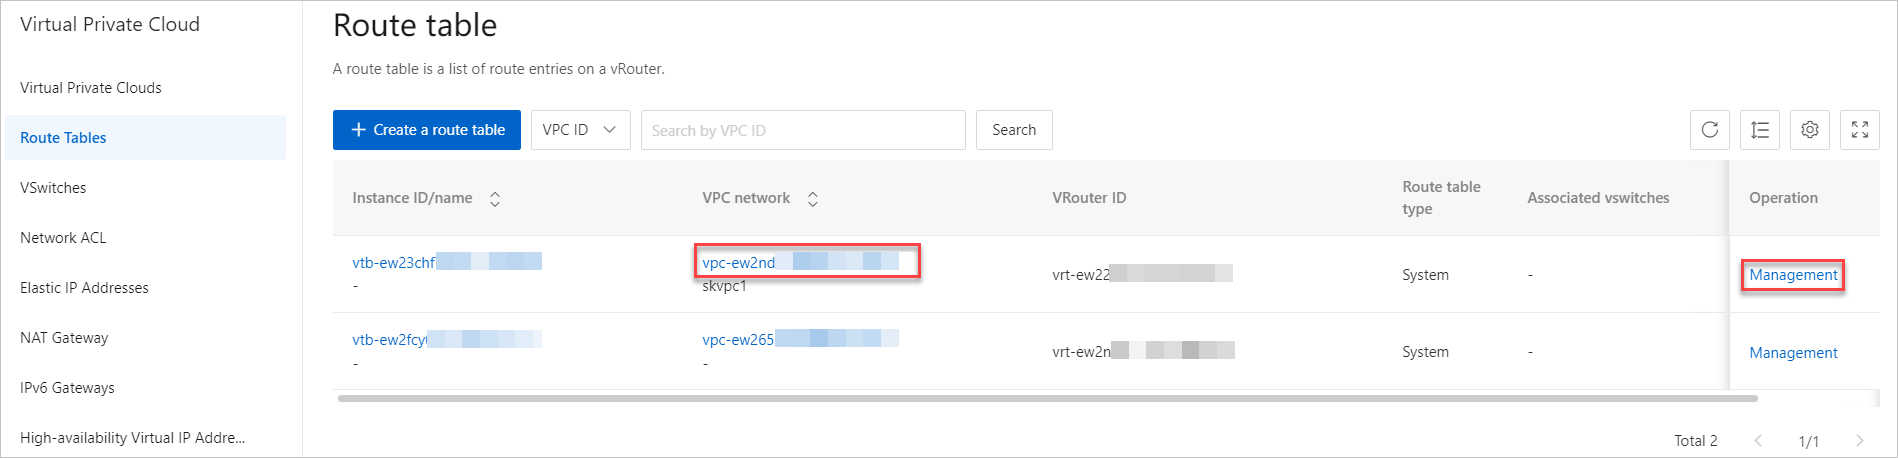 Virtual Private Cloud
Virtual Private Clouds
Route Tables
VSwitches
Network ACL
Elastic IP Addresses
NAT Gateway
IPv6 Gateways
High-availability Virtual IP Addre...
Route table
A route table is a list of route entries on a vRouter.
+ Create a route table VPC ID Search by VPC ID Search
Instance ID/name VPC network VRouter ID Route table type Associated vswitches Operation
vtb-ew23chf vpc-ew2nd vrt-ew22 System - Management
- skvpc1
vtb-ew2fcy vpc-ew265 vrt-ew2n System - Management
- -
Total 2 1/1